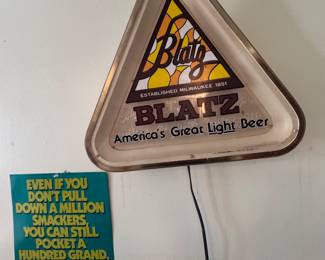 Blatz
ESTABLISHED MILWAUKEE 1851
BLATZ
America's Great Light Beer
EVEN IF YOU
DON'T PULL
DOWN A MILLION
SMACKERS,
YOU CAN STILL
POCKET A
HUNDRED GRAND.